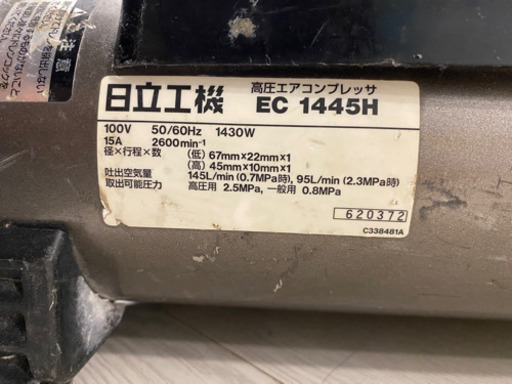 注意
日立工機 高圧エアコンプレッサ
EC 1445H
100V 50/60Hz 1430W
15A 2600min⁻¹
径×行程×数 (低) 67mm×22mm×1
(高) 45mm×10mm×1
吐出空気量 145L/min (0.7MPa時), 95L/min (2.3MPa時)
取出可能圧力 高圧用 2.5MPa, 一般用 0.8MPa
620372
C338481A